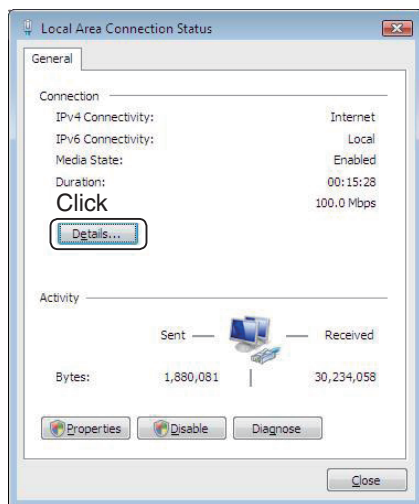 Local Area Connection Status
General
Connection
IPv4 Connectivity: Internet
IPv6 Connectivity: Local
Media State: Enabled
Duration: 00:15:28
Click 100.0 Mbps
Details...
Activity
Sent Received
Bytes: 1,880,081 30,234,058
Properties Disable Diagnose
Close